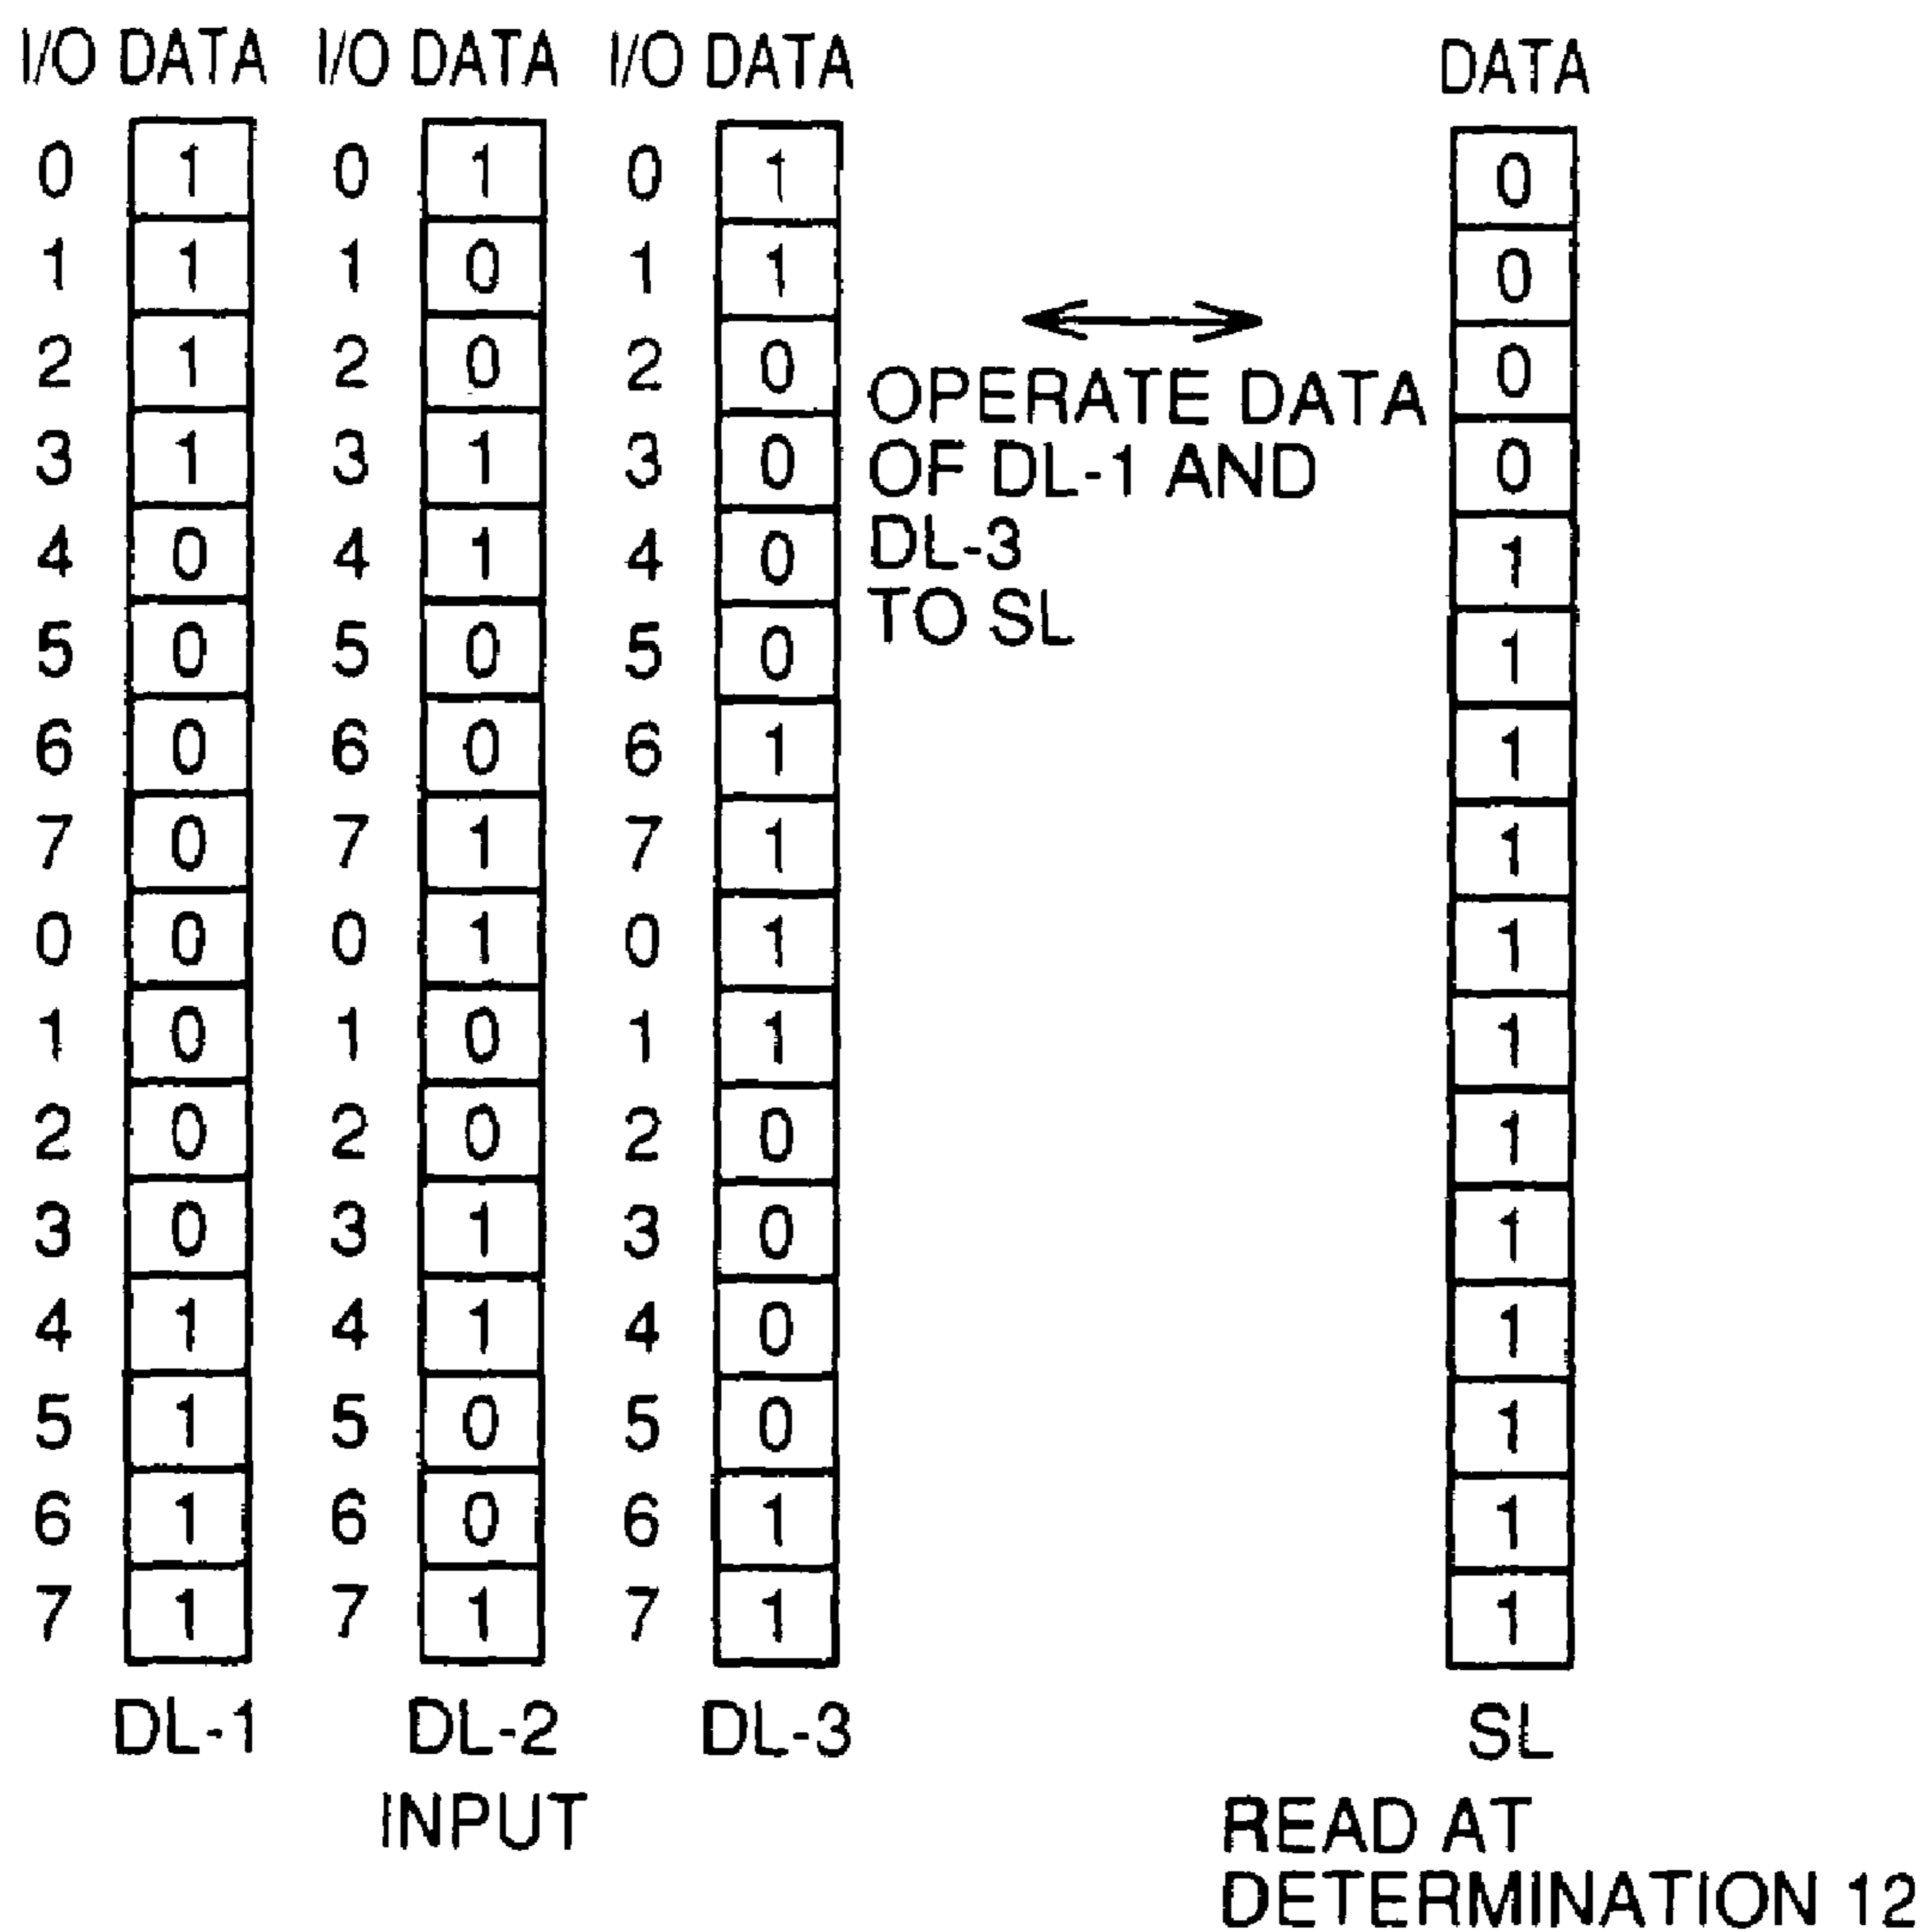 I/O DATA I/O DATA I/O DATA DATA
0 1 0 1 0 1 0
1 1 1 0 1 1 0
2 1 2 0 2 0 0
3 1 3 1 3 0 0
4 0 4 1 4 0 1
5 0 5 0 5 0 1
6 0 6 0 6 1 1
7 0 7 1 7 1 1
0 0 0 1 0 1 1
1 0 1 0 1 1 1
2 0 2 0 2 0 1
3 0 3 1 3 0 1
4 1 4 1 4 0 1
5 1 5 0 5 0 1
6 1 6 0 6 1 1
7 1 7 1 7 1 1
OPERATE DATA
OF DL-1 AND
DL-3
TO SL
DL-1 DL-2 DL-3 SL
INPUT
READ AT
DETERMINATION 12